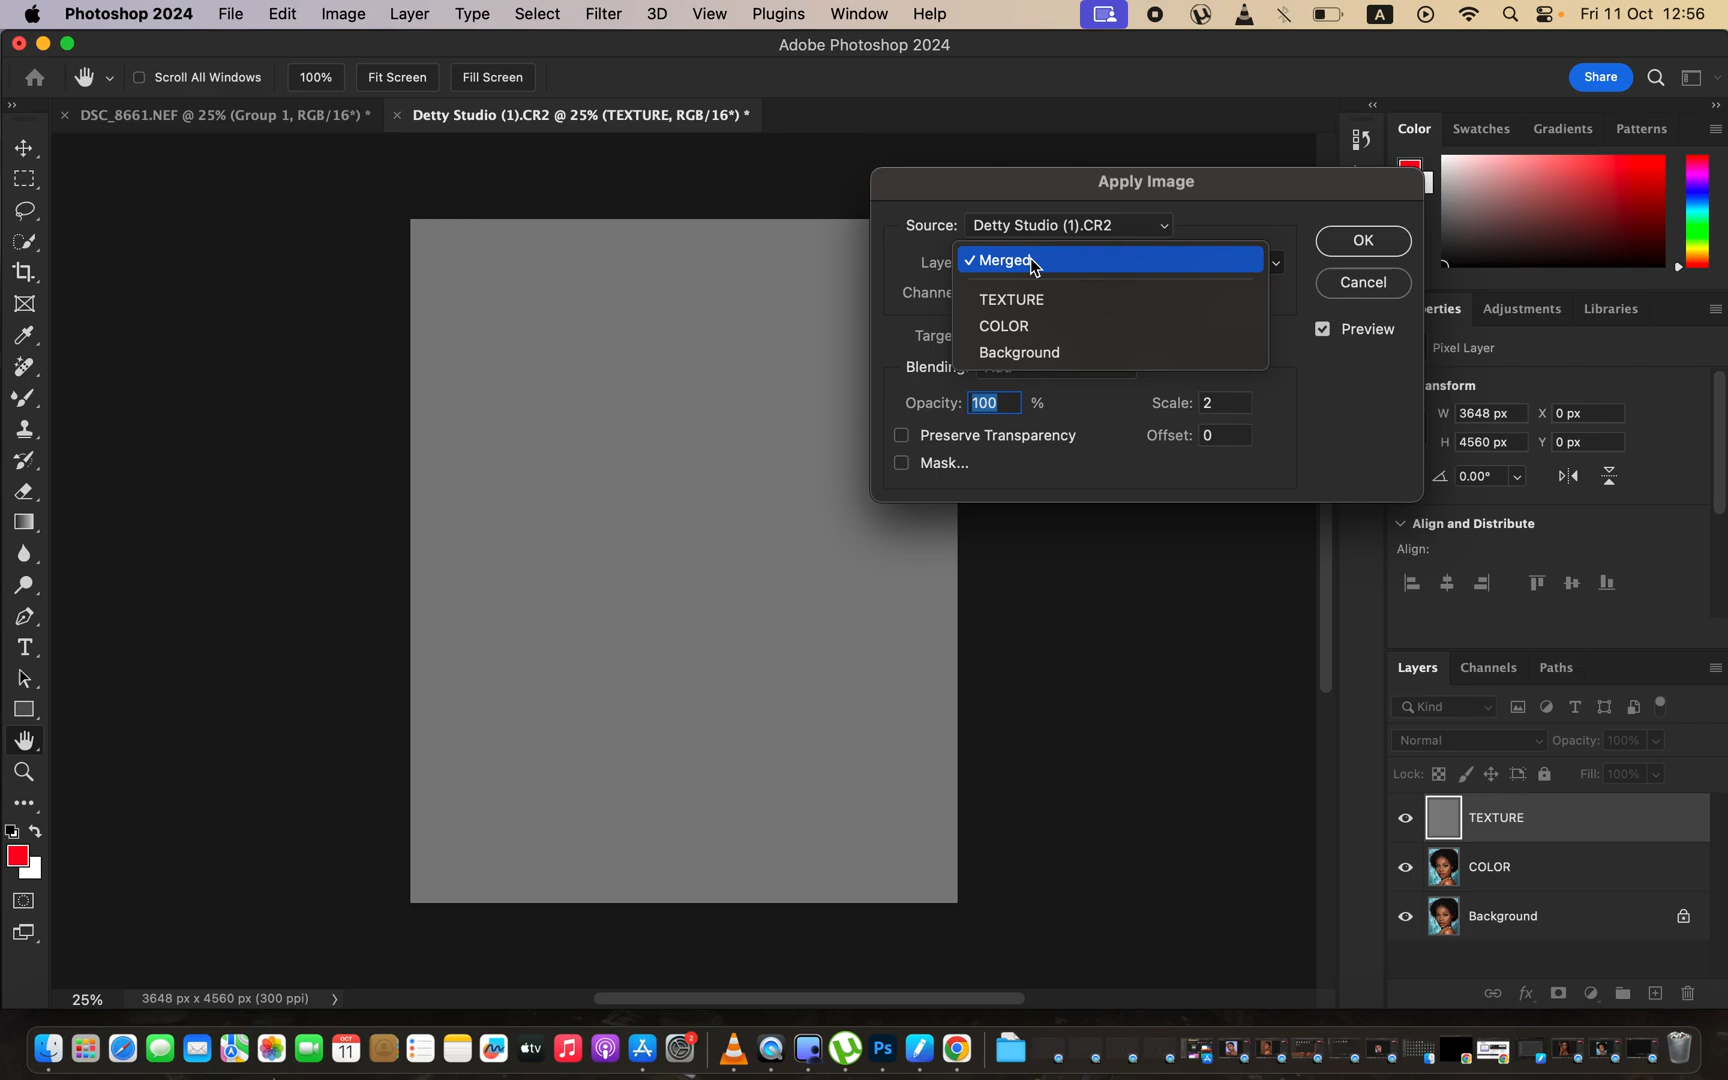 Photoshop 2024 File Edit Image Layer Type Select Filter 3D View Plugins Window Help A Fri 11 Oct 12:56
Adobe Photoshop 2024
Scroll All Windows 100% Fit Screen Fill Screen Share
DSC_8661.NEF @ 25% (Group 1, RGB/16*) * Detty Studio (1).CR2 @ 25% (TEXTURE, RGB/16*) *
Color Swatches Gradients Patterns
Apply Image
Source: Detty Studio (1).CR2 OK
Laye Merged
Channe TEXTURE Cancel
COLOR Preview
Targe Background
Blending:
Opacity: 100 % Scale: 2
Preserve Transparency Offset: 0
Mask...
erties Adjustments Libraries
Pixel Layer
ansform
W 3648 px X 0 px
H 4560 px Y 0 px
0.00°
Align and Distribute
Align:
Layers Channels Paths
Kind
Normal Opacity: 100%
Lock: Fill: 100%
TEXTURE
COLOR
Background
25% 3648 px x 4560 px (300 ppi)
OCT
11 tv 2 Ps